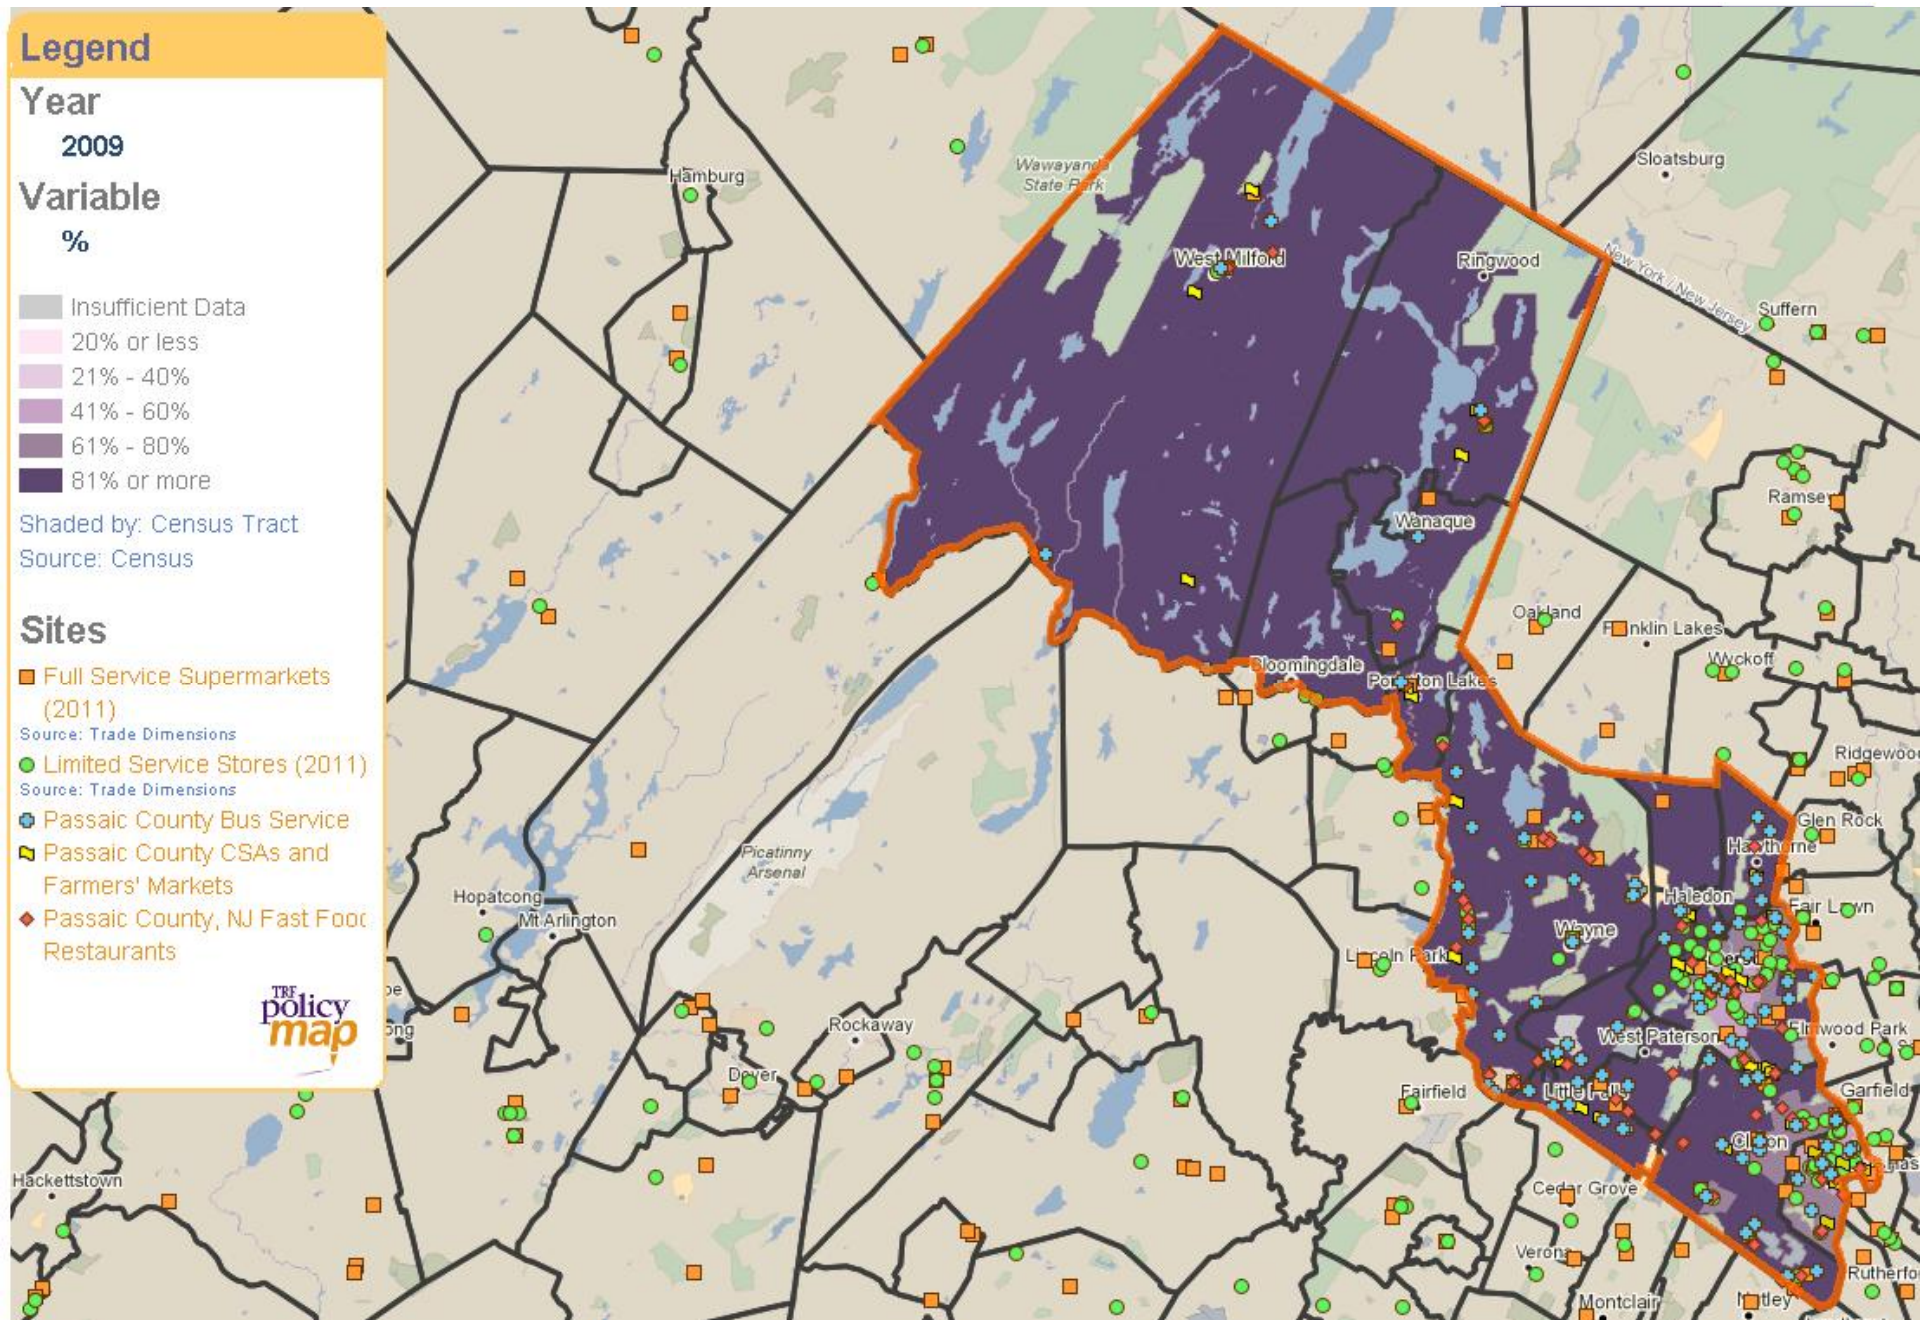 Legend
Year
2009
Variable
%
Insufficient Data
20% or less
21% - 40%
41% - 60%
61% - 80%
81% or more
Shaded by: Census Tract
Source: Census
Sites
Full Service Supermarkets
(2011)
Source: Trade Dimensions
Limited Service Stores (2011)
Source: Trade Dimensions
Passaic County Bus Service
Passaic County CSAs and
Farmers' Markets
Passaic County, NJ Fast Food
Restaurants
TRF
policy
map
Hamburg
Wawayanda
State Park
Sloatsburg
West Milford
Ringwood
New York / New Jersey
Suffern
Ramsey
Wanaque
Oakland
Franklin Lakes
Wyckoff
Bloomingdale
Pompton Lakes
Ridgewoo
Glen Rock
Hawthorne
Picatinny
Arsenal
Hopatcong
Mt Arlington
Haledon
Fair Lawn
Wayne
Lincoln Park
Rockaway
West Paterson
Elmwood Park
Dover
Fairfield
Little Falls
Garfield
Clifton
Hackettstown
Cedar Grove
Verona
Rutherfo
Montclair
Nutley